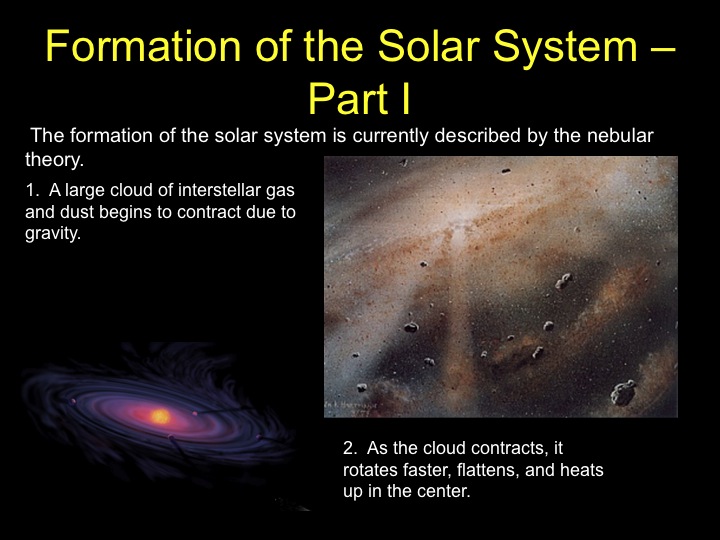 Formation of the Solar System –
Part I
The formation of the solar system is currently described by the nebular
theory.
1.  A large cloud of interstellar gas
and dust begins to contract due to
gravity.
2.  As the cloud contracts, it
rotates faster, flattens, and heats
up in the center.